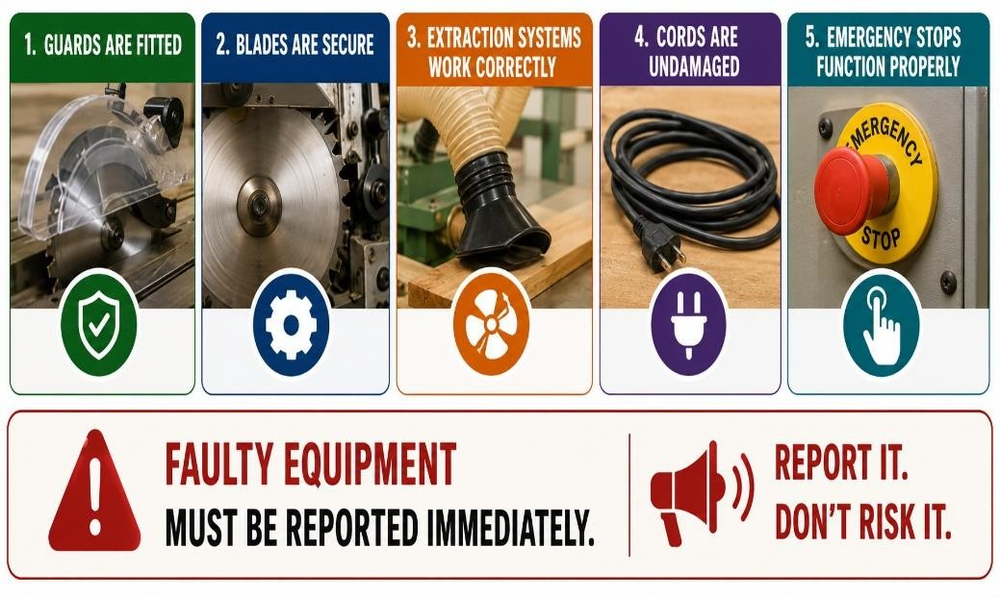 1. GUARDS ARE FITTED
2. BLADES ARE SECURE
3. EXTRACTION SYSTEMS
WORK CORRECTLY
4. CORDS ARE
UNDAMAGED
5. EMERGENCY STOPS
FUNCTION PROPERLY
EMERGENCY
STOP
FAULTY EQUIPMENT
MUST BE REPORTED IMMEDIATELY.
REPORT IT.
DON'T RISK IT.